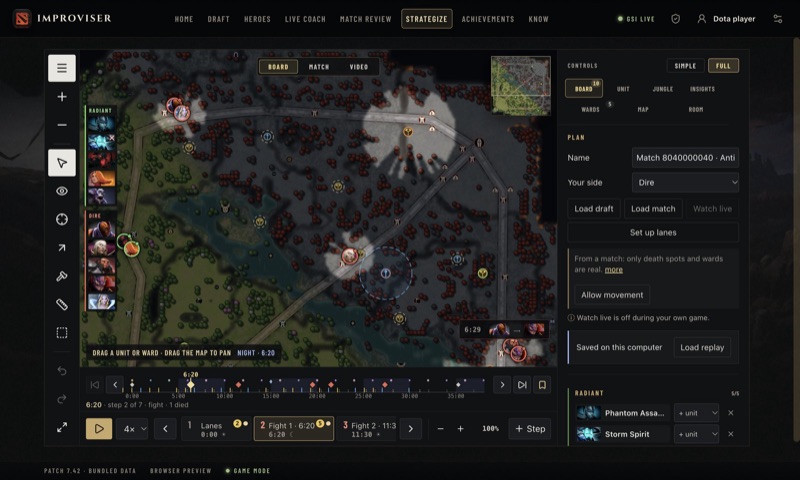 IMPROVISER
HOME DRAFT HEROES LIVE COACH MATCH REVIEW STRATEGIZE ACHIEVEMENTS KNOW
GSI LIVE
Dota player
BOARD MATCH VIDEO
RADIANT
DIRE
6:29
DRAG A UNIT OR WARD · DRAG THE MAP TO PAN NIGHT · 6:20
6:20
0:00 5:00 10:00 15:00 20:00 25:00 30:00 35:00
6:20 · step 2 of 7 · fight · 1 died
4×
1 Lanes 2
0:00
2 Fight 1 · 6:20 5
6:20
3 Fight 2 · 11:3
11:30
100%
+ Step
CONTROLS
SIMPLE FULL
BOARD 10 UNIT JUNGLE INSIGHTS
WARDS 5 MAP ROOM
PLAN
Name Match 8040000040 · Anti
Your side Dire
Load draft Load match Watch live
Set up lanes
From a match: only death spots and wards
are real. more
Allow movement
Watch live is off during your own game.
Saved on this computer Load replay
RADIANT 5/5
Phantom Assa... + unit ×
Storm Spirit + unit ×
PATCH 7.42 · BUNDLED DATA BROWSER PREVIEW GAME MODE